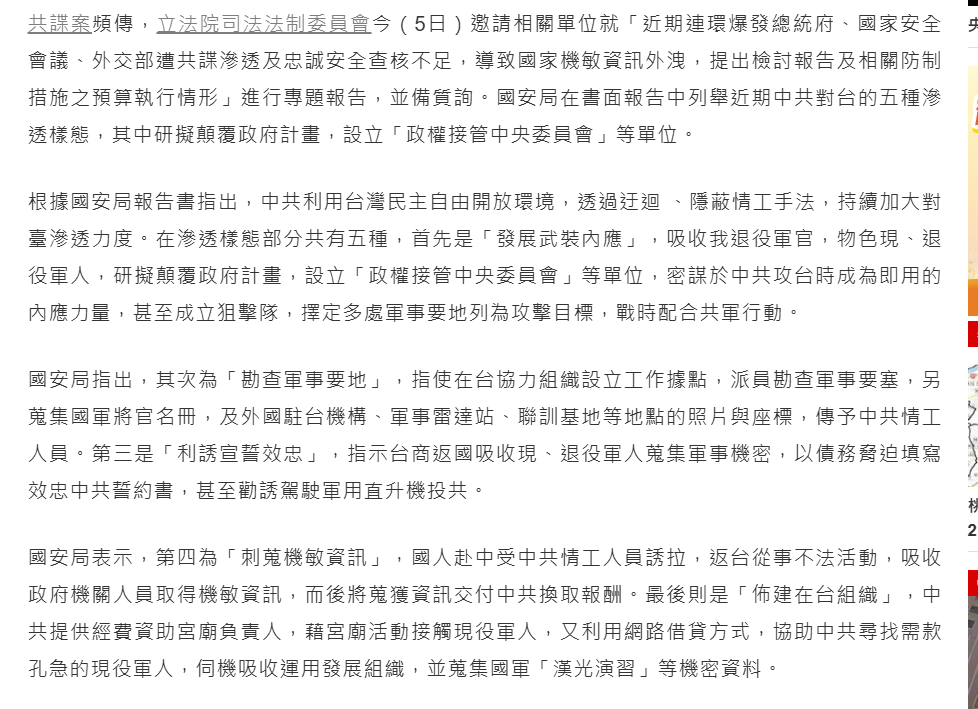 共諜案頻傳，立法院司法法制委員會今（5日）邀請相關單位就「近期連環爆發總統府、國家安全
會議、外交部遭共諜滲透及忠誠安全查核不足，導致國家機敏資訊外洩，提出檢討報告及相關防制
措施之預算執行情形」進行專題報告，並備質詢。國安局在書面報告中列舉近期中共對台的五種滲
透樣態，其中研擬顛覆政府計畫，設立「政權接管中央委員會」等單位。
根據國安局報告書指出，中共利用台灣民主自由開放環境，透過迂迴 、隱蔽情工手法，持續加大對
臺滲透力度。在滲透樣態部分共有五種，首先是「發展武裝內應」，吸收我退役軍官，物色現、退
役軍人，研擬顛覆政府計畫，設立「政權接管中央委員會」等單位，密謀於中共攻台時成為即用的
內應力量，甚至成立狙擊隊，擇定多處軍事要地列為攻擊目標，戰時配合共軍行動。
國安局指出，其次為「勘查軍事要地」，指使在台協力組織設立工作據點，派員勘查軍事要塞，另
蒐集國軍將官名冊，及外國駐台機構、軍事雷達站、聯訓基地等地點的照片與座標，傳予中共情工
人員。第三是「利誘宣誓效忠」，指示台商返國吸收現、退役軍人蒐集軍事機密，以債務脅迫填寫
效忠中共誓約書，甚至勸誘駕駛軍用直升機投共。
國安局表示，第四為「刺蒐機敏資訊」，國人赴中受中共情工人員誘拉，返台從事不法活動，吸收
政府機關人員取得機敏資訊，而後將蒐獲資訊交付中共換取報酬。最後則是「佈建在台組織」，中
共提供經費資助宮廟負責人，藉宮廟活動接觸現役軍人，又利用網路借貸方式，協助中共尋找需款
孔急的現役軍人，伺機吸收運用發展組織，並蒐集國軍「漢光演習」等機密資料。
2